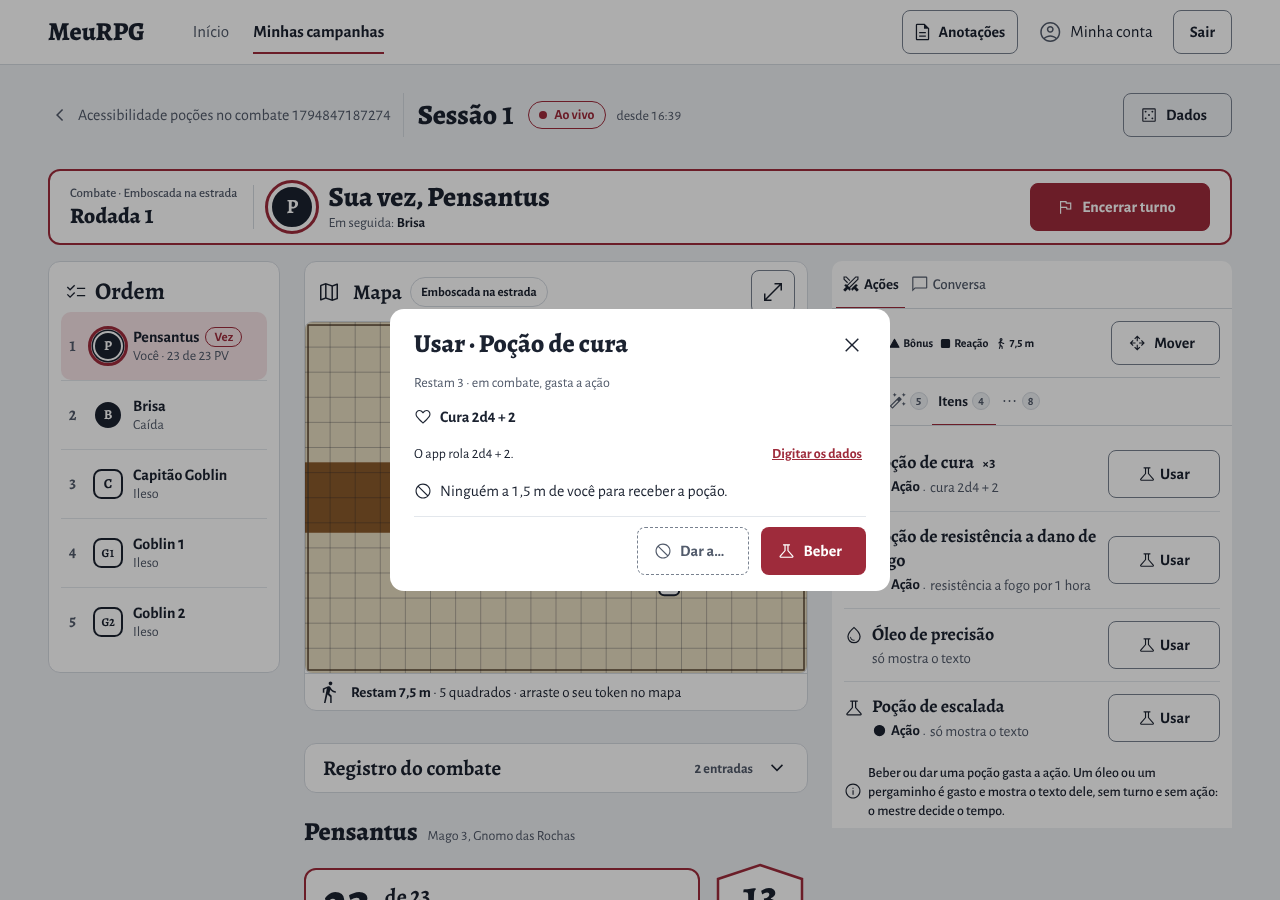 MeuRPG
Início
Minhas campanhas
Anotações
Minha conta
Sair
Acessibilidade poções no combate 1794847187274
Sessão 1
Ao vivo
desde 16:39
Dados
Combate · Emboscada na estrada
Rodada 1
P
Sua vez, Pensantus
Em seguida: Brisa
Encerrar turno
Ordem
1
P
Pensantus
Vez
Você · 23 de 23 PV
2
B
Brisa
Caída
3
C
Capitão Goblin
Ileso
4
G1
Goblin 1
Ileso
5
G2
Goblin 2
Ileso
Mapa
Emboscada na estrada
Restam 7,5 m · 5 quadrados · arraste o seu token no mapa
Registro do combate
2 entradas
Pensantus
Mago 3, Gnomo das Rochas
de 23
13
Usar · Poção de cura
Restam 3 · em combate, gasta a ação
Cura 2d4 + 2
O app rola 2d4 + 2.
Digitar os dados
Ninguém a 1,5 m de você para receber a poção.
Dar a...
Beber
Ações
Conversa
Bônus
Reação
7,5 m
Mover
5
Itens
4
···
8
ção de cura ×3
Ação . cura 2d4 + 2
Usar
ção de resistência a dano de
go
Ação . resistência a fogo por 1 hora
Usar
Óleo de precisão
só mostra o texto
Usar
Poção de escalada
Ação . só mostra o texto
Usar
Beber ou dar uma poção gasta a ação. Um óleo ou um
pergaminho é gasto e mostra o texto dele, sem turno e sem ação:
o mestre decide o tempo.